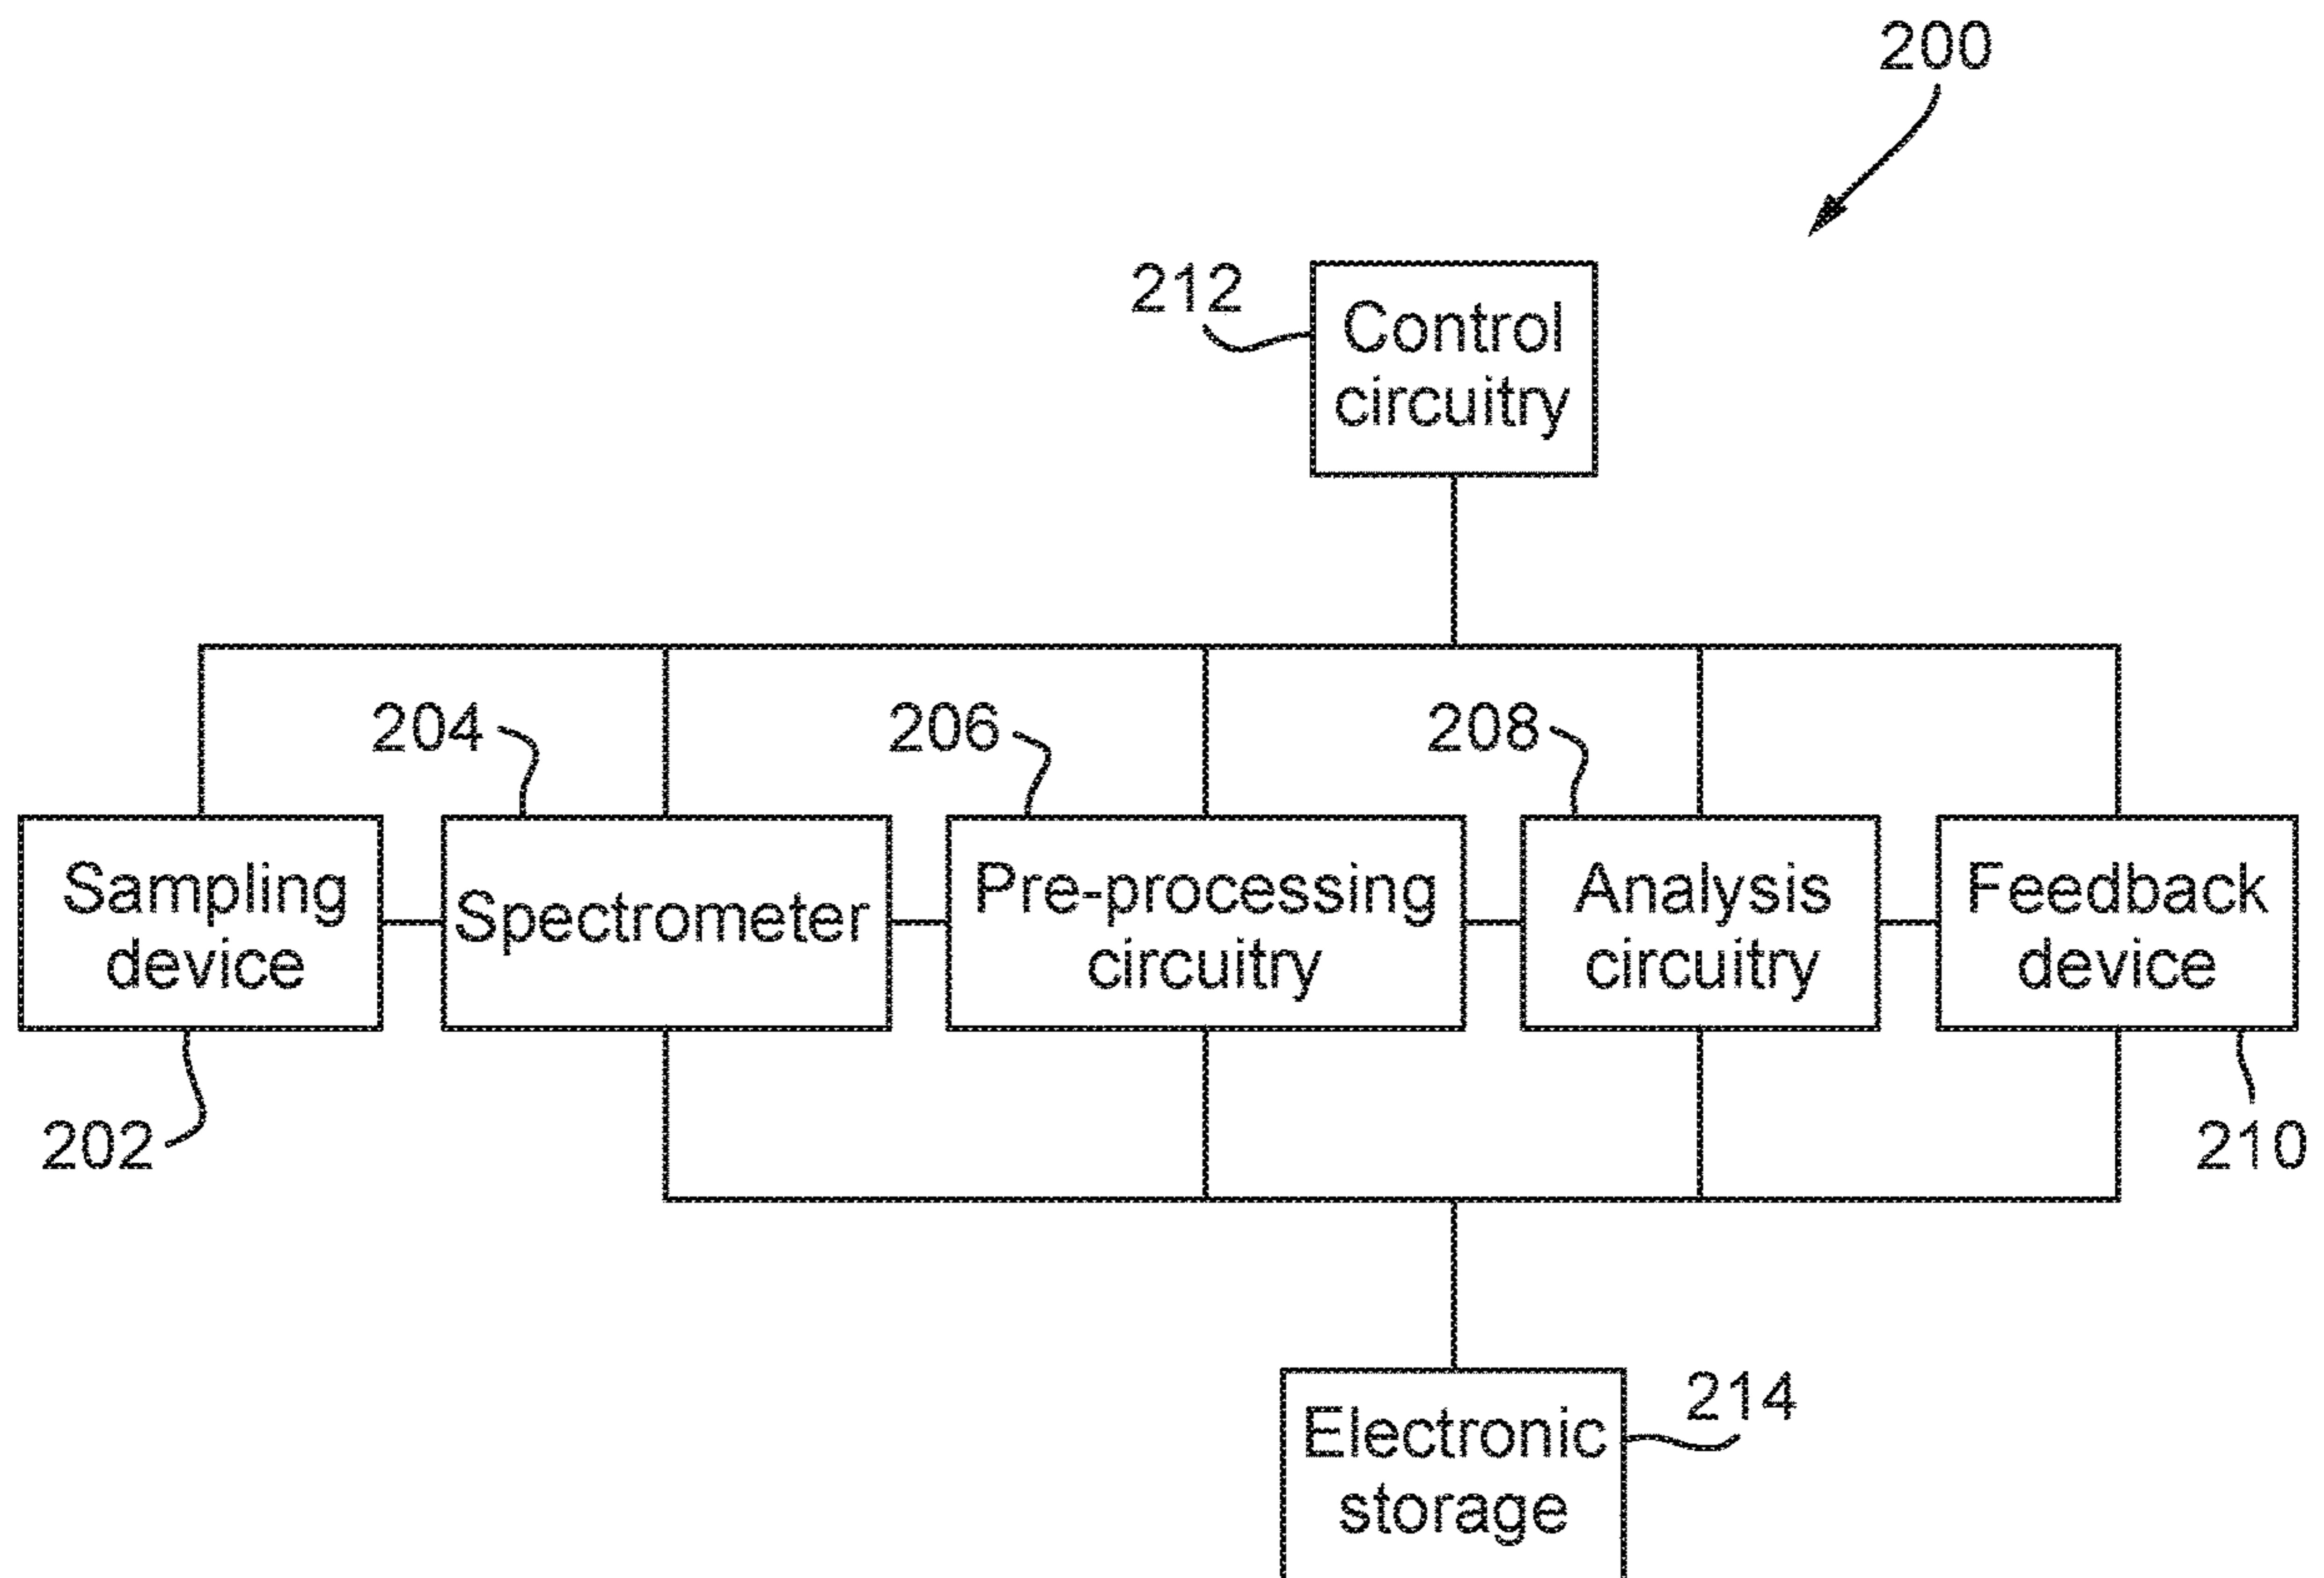 200
212
Control
circuitry
204
206
208
Sampling
device
Spectrometer
Pre-processing
circuitry
Analysis
circuitry
Feedback
device
202
210
Electronic
storage
214